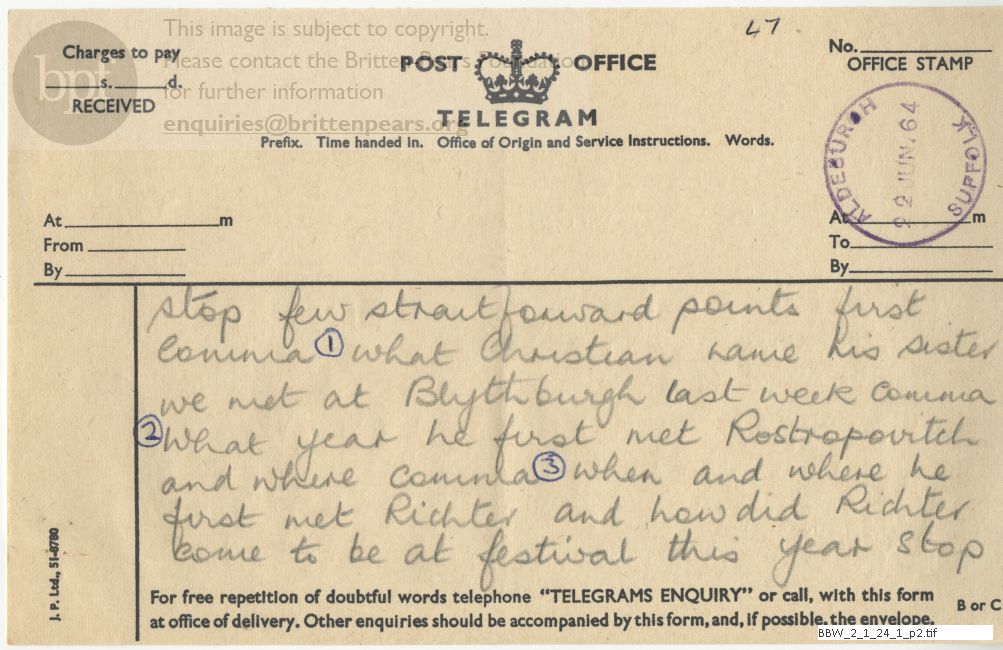 This image is subject to copyright.
Please contact the Britten-Pears Foundation
for further information
enquiries@brittenpears.org
bpf
47
Charges to pay
____s.____d.
RECEIVED
POST OFFICE
TELEGRAM
Prefix. Time handed in. Office of Origin and Service Instructions. Words.
No.
OFFICE STAMP
ALDEBURGH
22 JUN. 64
SUFFOLK
At ____m
From
By
At ____m
To
By
stop few straitforward points first
comma 1 what Christian name his sister
we met at Blythburgh last week comma
2 what year he first met Rostropovitch
and where comma 3 when and where he
first met Richter and how did Richter
come to be at festival this year stop
For free repetition of doubtful words telephone "TELEGRAMS ENQUIRY" or call, with this form
at office of delivery. Other enquiries should be accompanied by this form, and, if possible, the envelope.
B or C
J. P. Ltd., 51-8780
BBW_2_1_24_1_p2.tif